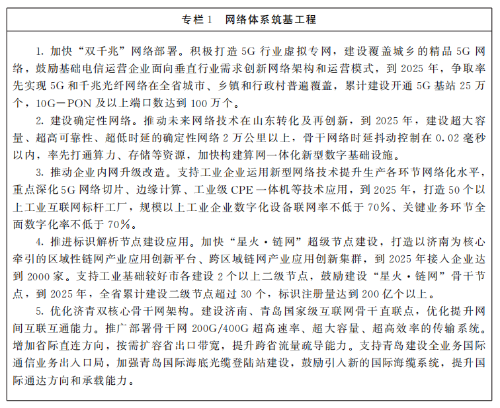 专栏 1 网络体系筑基工程
1. 加快“双千兆”网络部署。积极打造 5G 行业虚拟专网，建设覆盖城乡的精品 5G 网
络，鼓励基础电信运营企业面向垂直行业需求创新网络架构和运营模式，到 2025 年，争取率
先实现 5G 和千兆光纤网络在全省城市、乡镇和行政村普遍覆盖，累计建设开通 5G 基站 25 万
个，10G－PON 及以上端口数达到 100 万个。
2. 建设确定性网络。推动未来网络技术在山东转化及再创新，到 2025 年，建设超大容
量、超高可靠性、超低时延的确定性网络 2 万公里以上，骨干网络时延抖动控制在 0.02 毫秒
以内，率先打通算力、存储等资源，加快构建算网一体化新型数字基础设施。
3. 推动企业内网升级改造。支持工业企业运用新型网络技术提升生产各环节网络化水平，
重点深化 5G 网络切片、边缘计算、工业级 CPE 一体机等技术应用，到 2025 年，打造 50 个以
上工业互联网标杆工厂，规模以上工业企业数字化设备联网率不低于 70％、关键业务环节全
面数字化率不低于 70％。
4. 推进标识解析节点建设应用。加快“星火·链网”超级节点建设，打造以济南为核心
牵引的区域性链网产业应用创新平台、跨区域链网产业应用创新集群，到 2025 年接入企业达
到 2000 家。支持工业基础较好市各建设 2 个以上二级节点，鼓励建设“星火·链网”骨干节
点，到 2025 年，全省累计建设二级节点超过 30 个，标识注册量达到 200 亿个以上。
5. 优化济青双核心骨干网架构。建设济南、青岛国家级互联网骨干直联点，优化提升网
间互联互通能力。推广部署骨干网 200G/400G 超高速率、超大容量、超高效率的传输系统。
增加省际直连方向，按需扩容省出口带宽，提升跨省流量疏导能力。支持青岛建设全业务国际
通信业务出入口局，加强青岛国际海底光缆登陆站建设，鼓励引入新的国际海缆系统，提升国
际通达方向和承载能力。